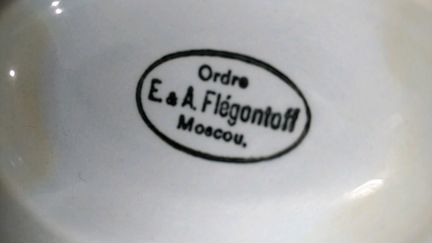 Ordre
E. & A. Flégontoff
Moscou.